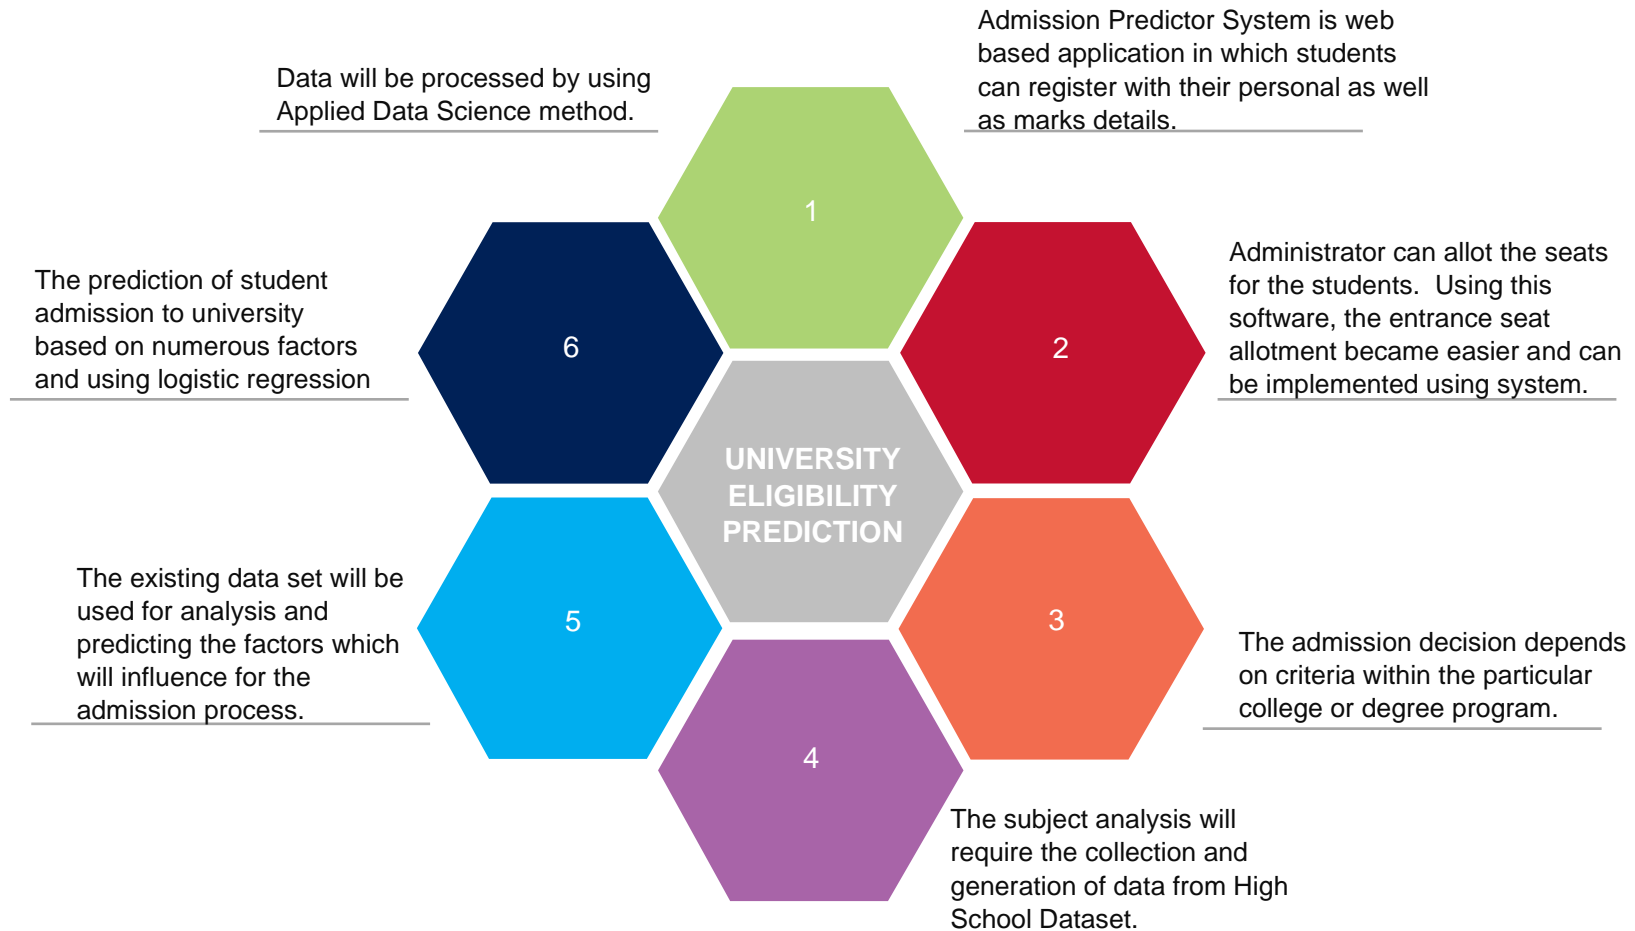 Admission Predictor System is web
based application in which students
can register with their personal as well
as marks details.
Data will be processed by using
Applied Data Science method.
1
Administrator can allot the seats
for the students.  Using this
software, the entrance seat
allotment became easier and can
be implemented using system.
The prediction of student
admission to university
based on numerous factors
and using logistic regression
6
2
UNIVERSITY
ELIGIBILITY
PREDICTION
The existing data set will be
used for analysis and
predicting the factors which
will influence for the
admission process.
5
3
The admission decision depends
on criteria within the particular
college or degree program.
4
The subject analysis will
require the collection and
generation of data from High
School Dataset.